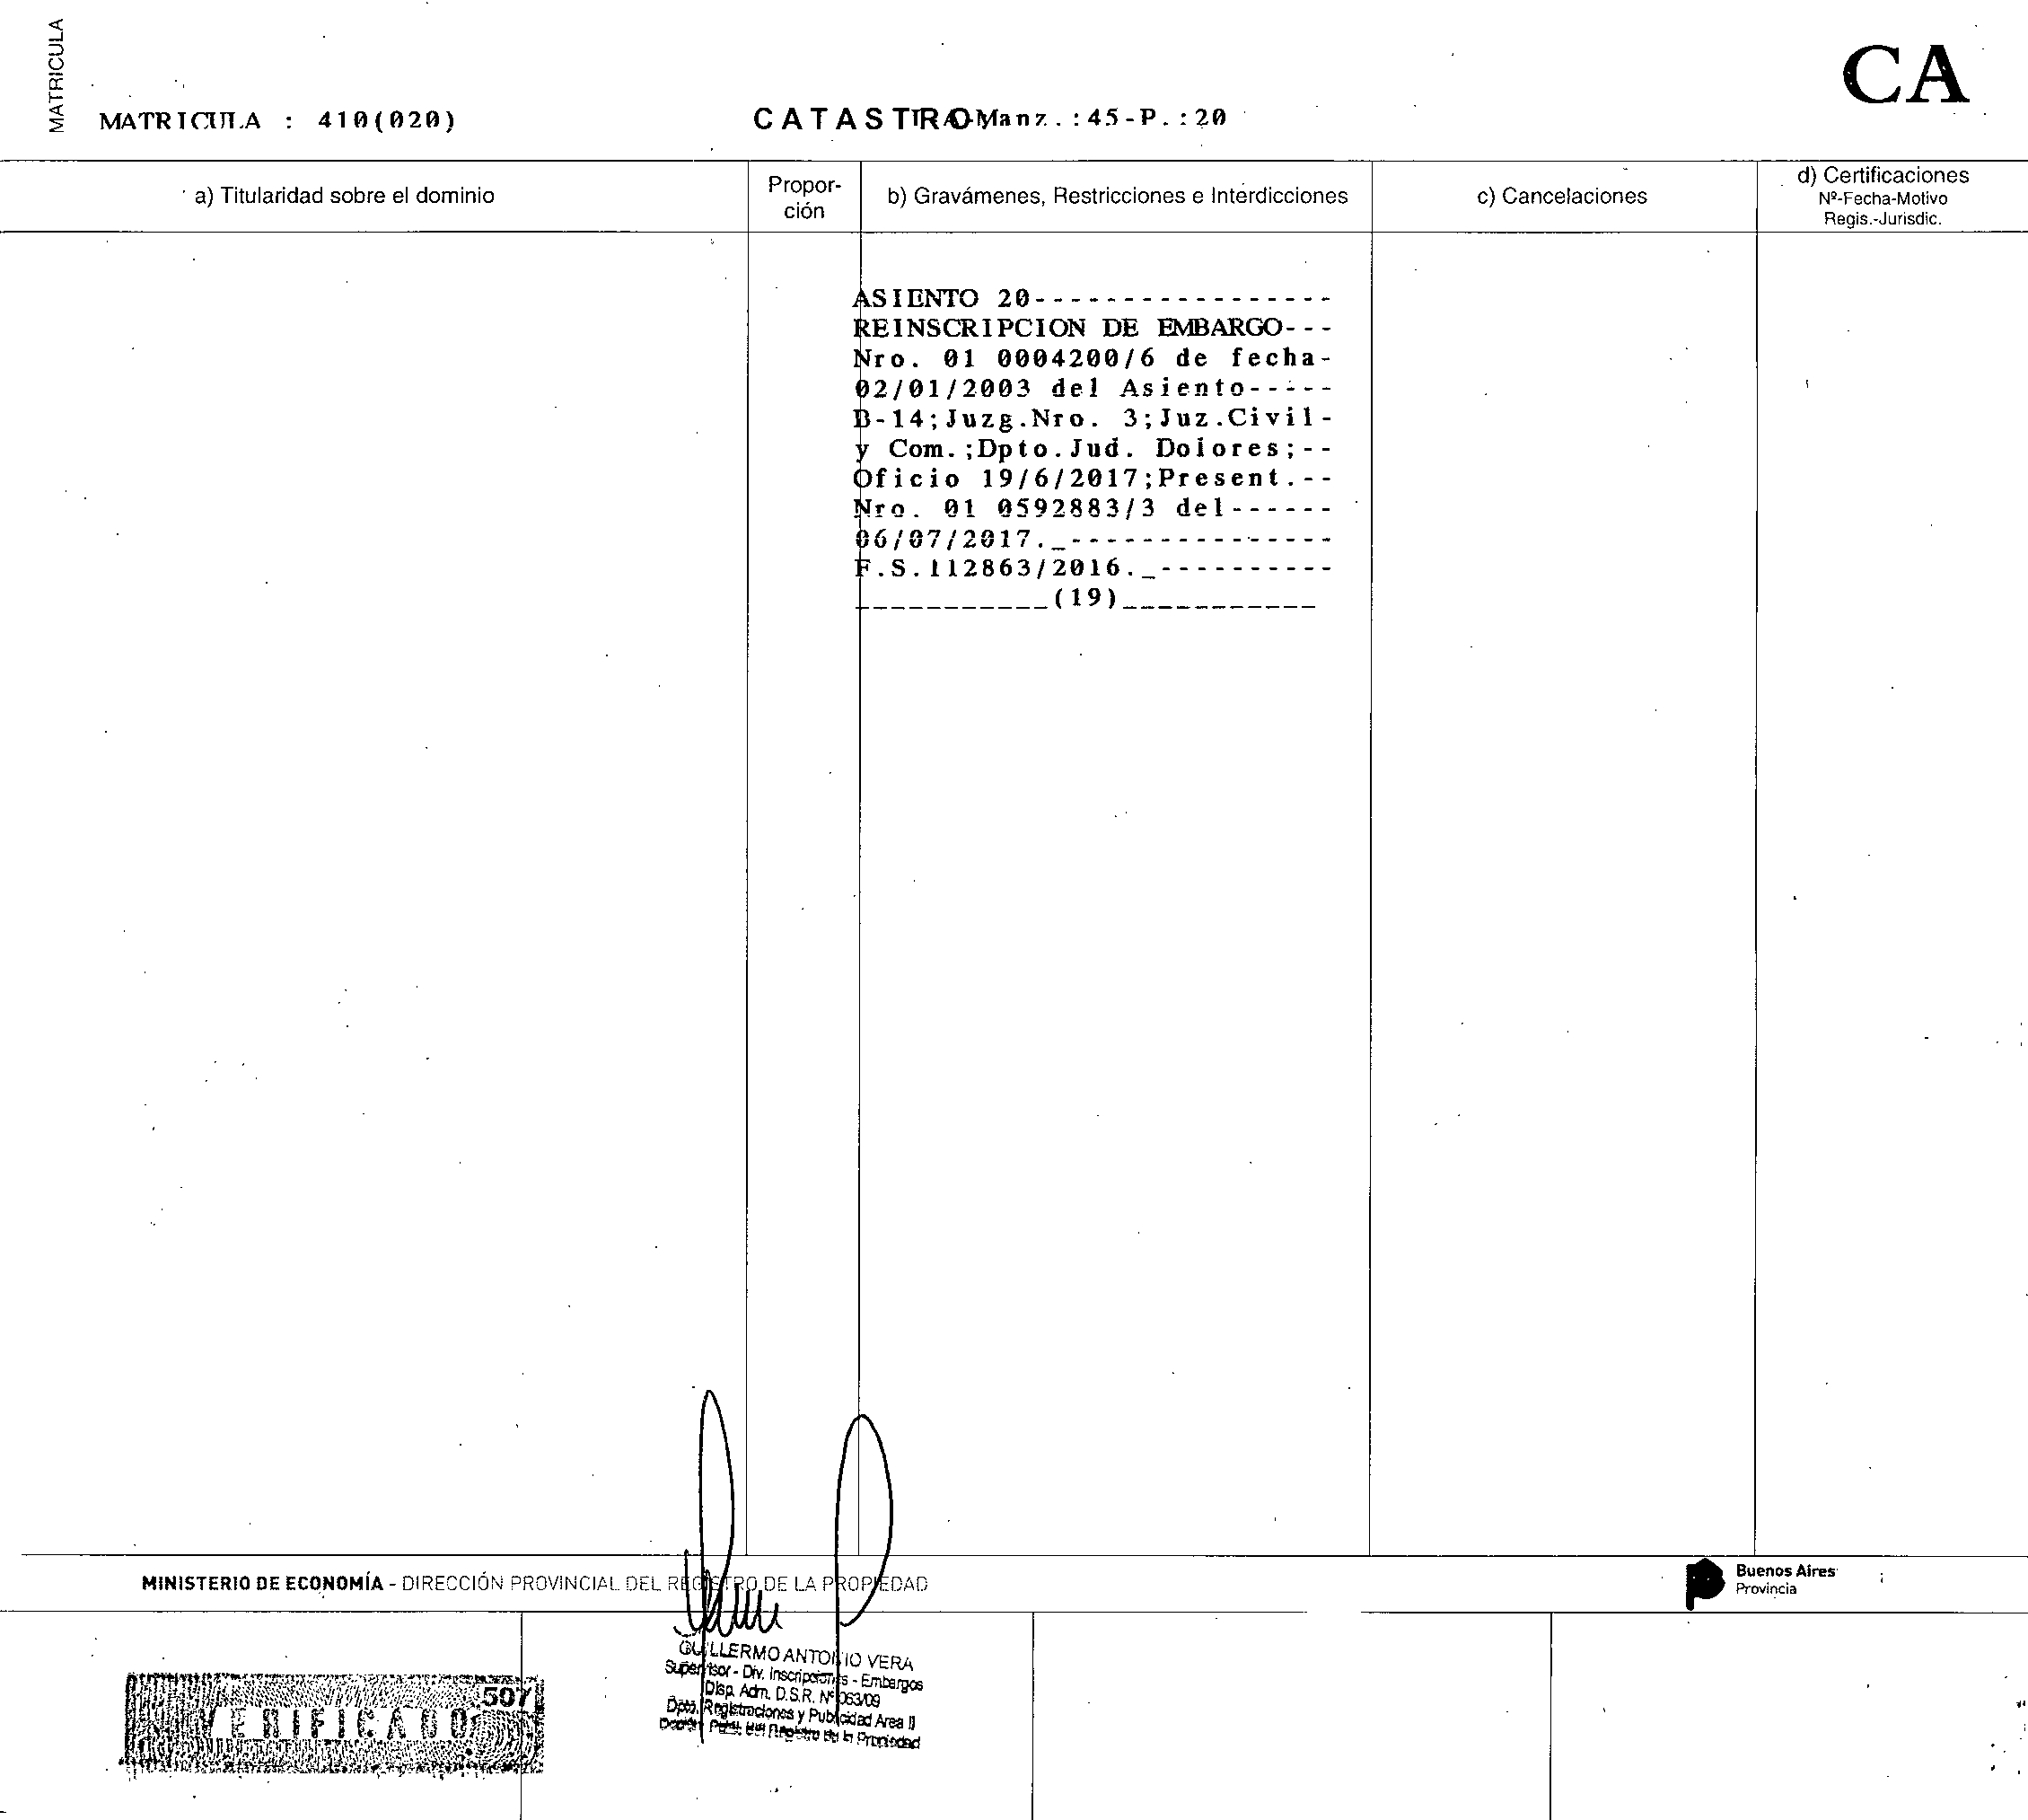 MATRICULA
CA
MATRICULA : 410(020)
CATASTRO Manz.:45-P.:20
a) Titularidad sobre el dominio
Propor-
ción
b) Gravámenes, Restricciones e Interdicciones
c) Cancelaciones
d) Certificaciones
Nº-Fecha-Motivo
Regis.-Jurisdic.
ASIENTO 20-----------------
REINSCRIPCION DE EMBARGO---
Nro. 01 0004200/6 de fecha-
02/01/2003 del Asiento-----
B-14;Juzg.Nro. 3;Juz.Civil-
y Com.;Dpto.Jud. Dolores;--
Oficio 19/6/2017;Present.--
Nro. 01 0592883/3 del------
06/07/2017._---------------
F.S.112863/2016._----------
___________(19)___________
MINISTERIO DE ECONOMÍA - DIRECCIÓN PROVINCIAL DEL REGISTRO DE LA PROPIEDAD
Buenos Aires
Provincia
GUILLERMO ANTONIO VERA
Supervisor - Div. Inscripciones - Embargos
Disp. Adm. D.S.R. Nº 063/09
Dpto. Registraciones y Publicidad Area II
Pcial. del Registro de la Propiedad
507
VERIFICADO